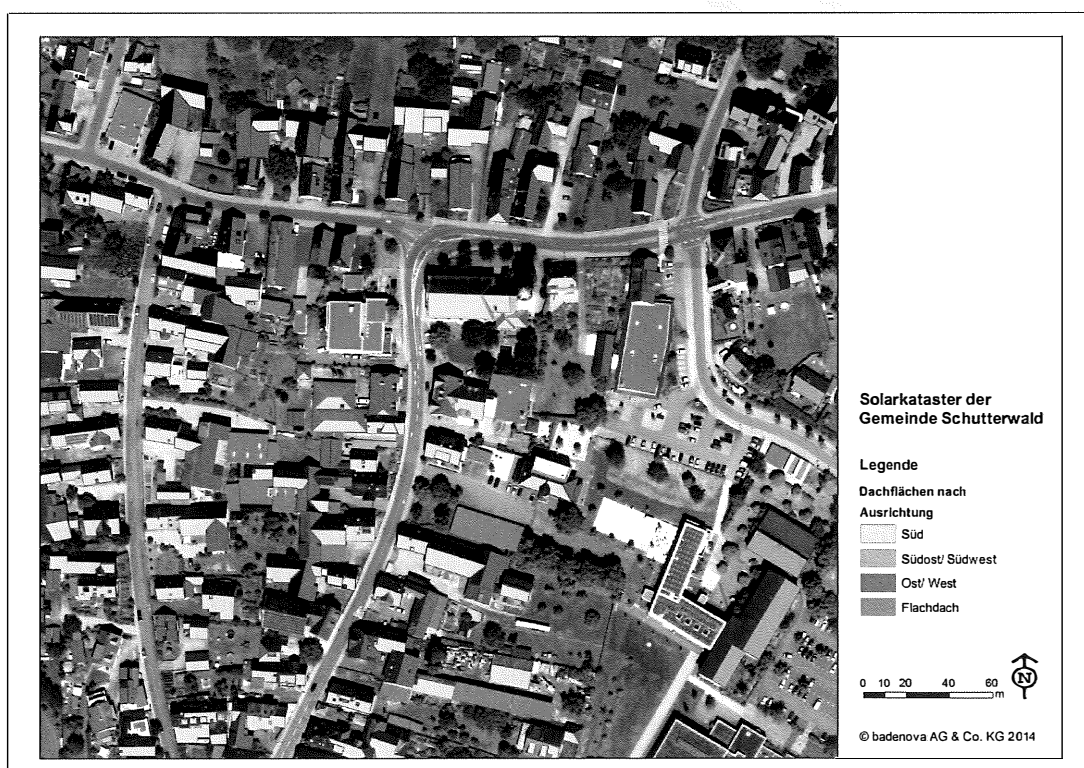 Solarkataster der
Gemeinde Schutterwald
Legende
Dachflächen nach
Ausrichtung
Süd
Südost/ Südwest
Ost/ West
Flachdach
N
0 10 20 40 60
m
© badenova AG & Co. KG 2014